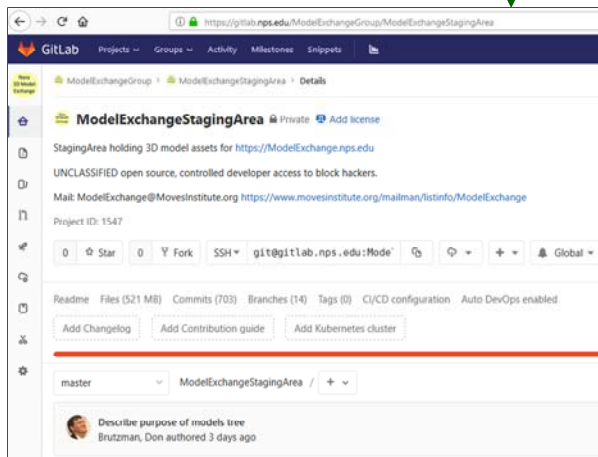 https://gitlab.nps.edu/ModelExchangeGroup/ModelExchangeStagingArea
GitLab Projects Groups Activity Milestones Snippets
ModelExchangeGroup > ModelExchangeStagingArea > Details
ModelExchangeStagingArea Private Add license
StagingArea holding 3D model assets for https://ModelExchange.nps.edu
UNCLASSIFIED open source, controlled developer access to block hackers.
Mail: ModelExchange@MovesInstitute.org https://www.movesinstitute.org/mailman/listinfo/ModelExchange
Project ID: 1547
0 Star 0 Fork SSH git@gitlab.nps.edu:Mode Global
Readme Files (521 MB) Commits (703) Branches (14) Tags (0) CI/CD configuration Auto DevOps enabled
Add Changelog Add Contribution guide Add Kubernetes cluster
master ModelExchangeStagingArea / +
Describe purpose of models tree
Brutzman, Don authored 3 days ago